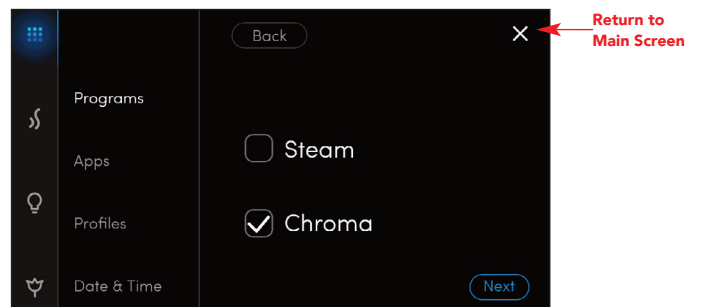 Back
Return to
Main Screen
Programs
Steam
Apps
Profiles
Chroma
Date & Time
Next